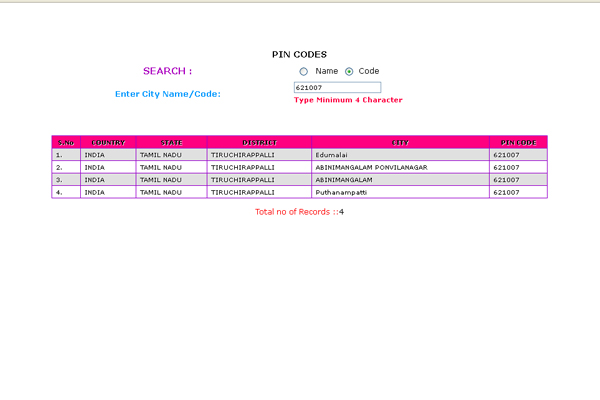 PIN CODES
SEARCH : Name Code
Enter City Name/Code: 621007
Type Minimum 4 Character
S.No COUNTRY STATE DISTRICT CITY PIN CODE
1. INDIA TAMIL NADU TIRUCHIRAPPALLI Edumalai 621007
2. INDIA TAMIL NADU TIRUCHIRAPPALLI ABINIMANGALAM PONVILANAGAR 621007
3. INDIA TAMIL NADU TIRUCHIRAPPALLI ABINIMANGALAM 621007
4. INDIA TAMIL NADU TIRUCHIRAPPALLI Puthanampatti 621007
Total no of Records ::4